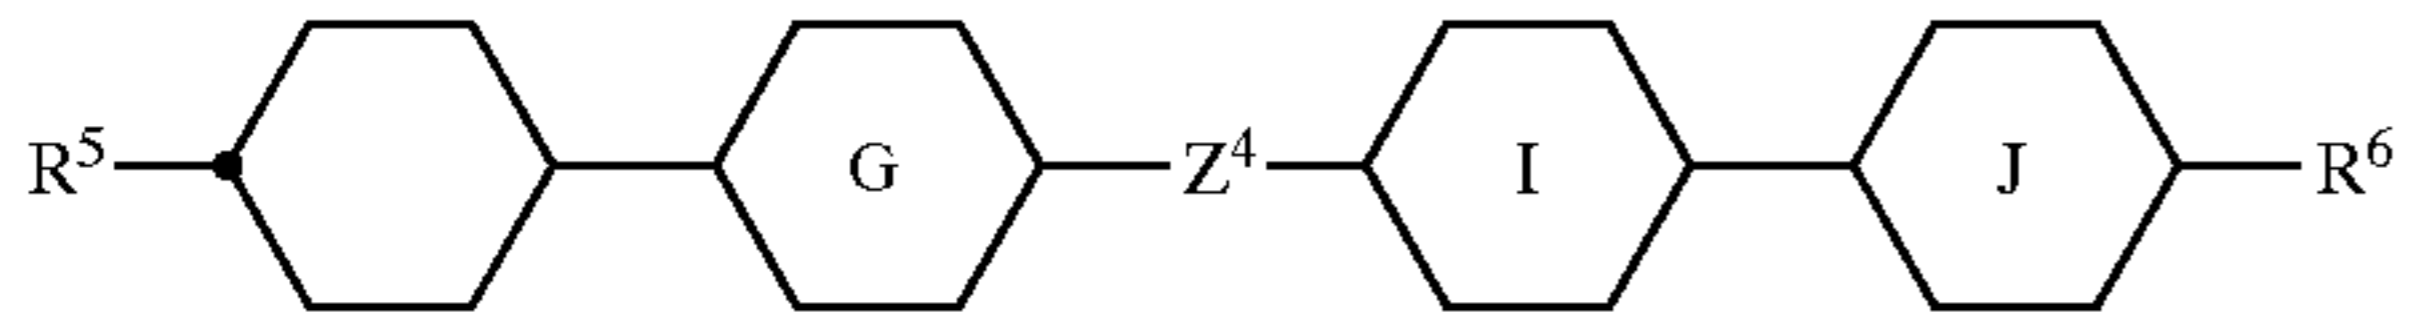 R⁵ G Z⁴ I J R⁶